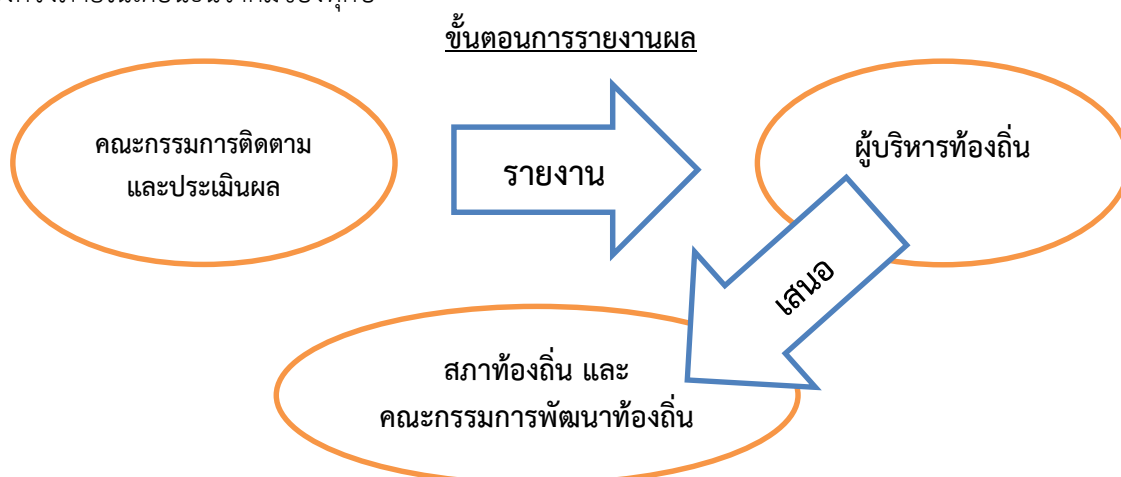 ขั้นตอนการรายงานผล
คณะกรรมการติดตาม
และประเมินผล
รายงาน
ผู้บริหารท้องถิ่น
เสนอ
สภาท้องถิ่น และ
คณะกรรมการพัฒนาท้องถิ่น